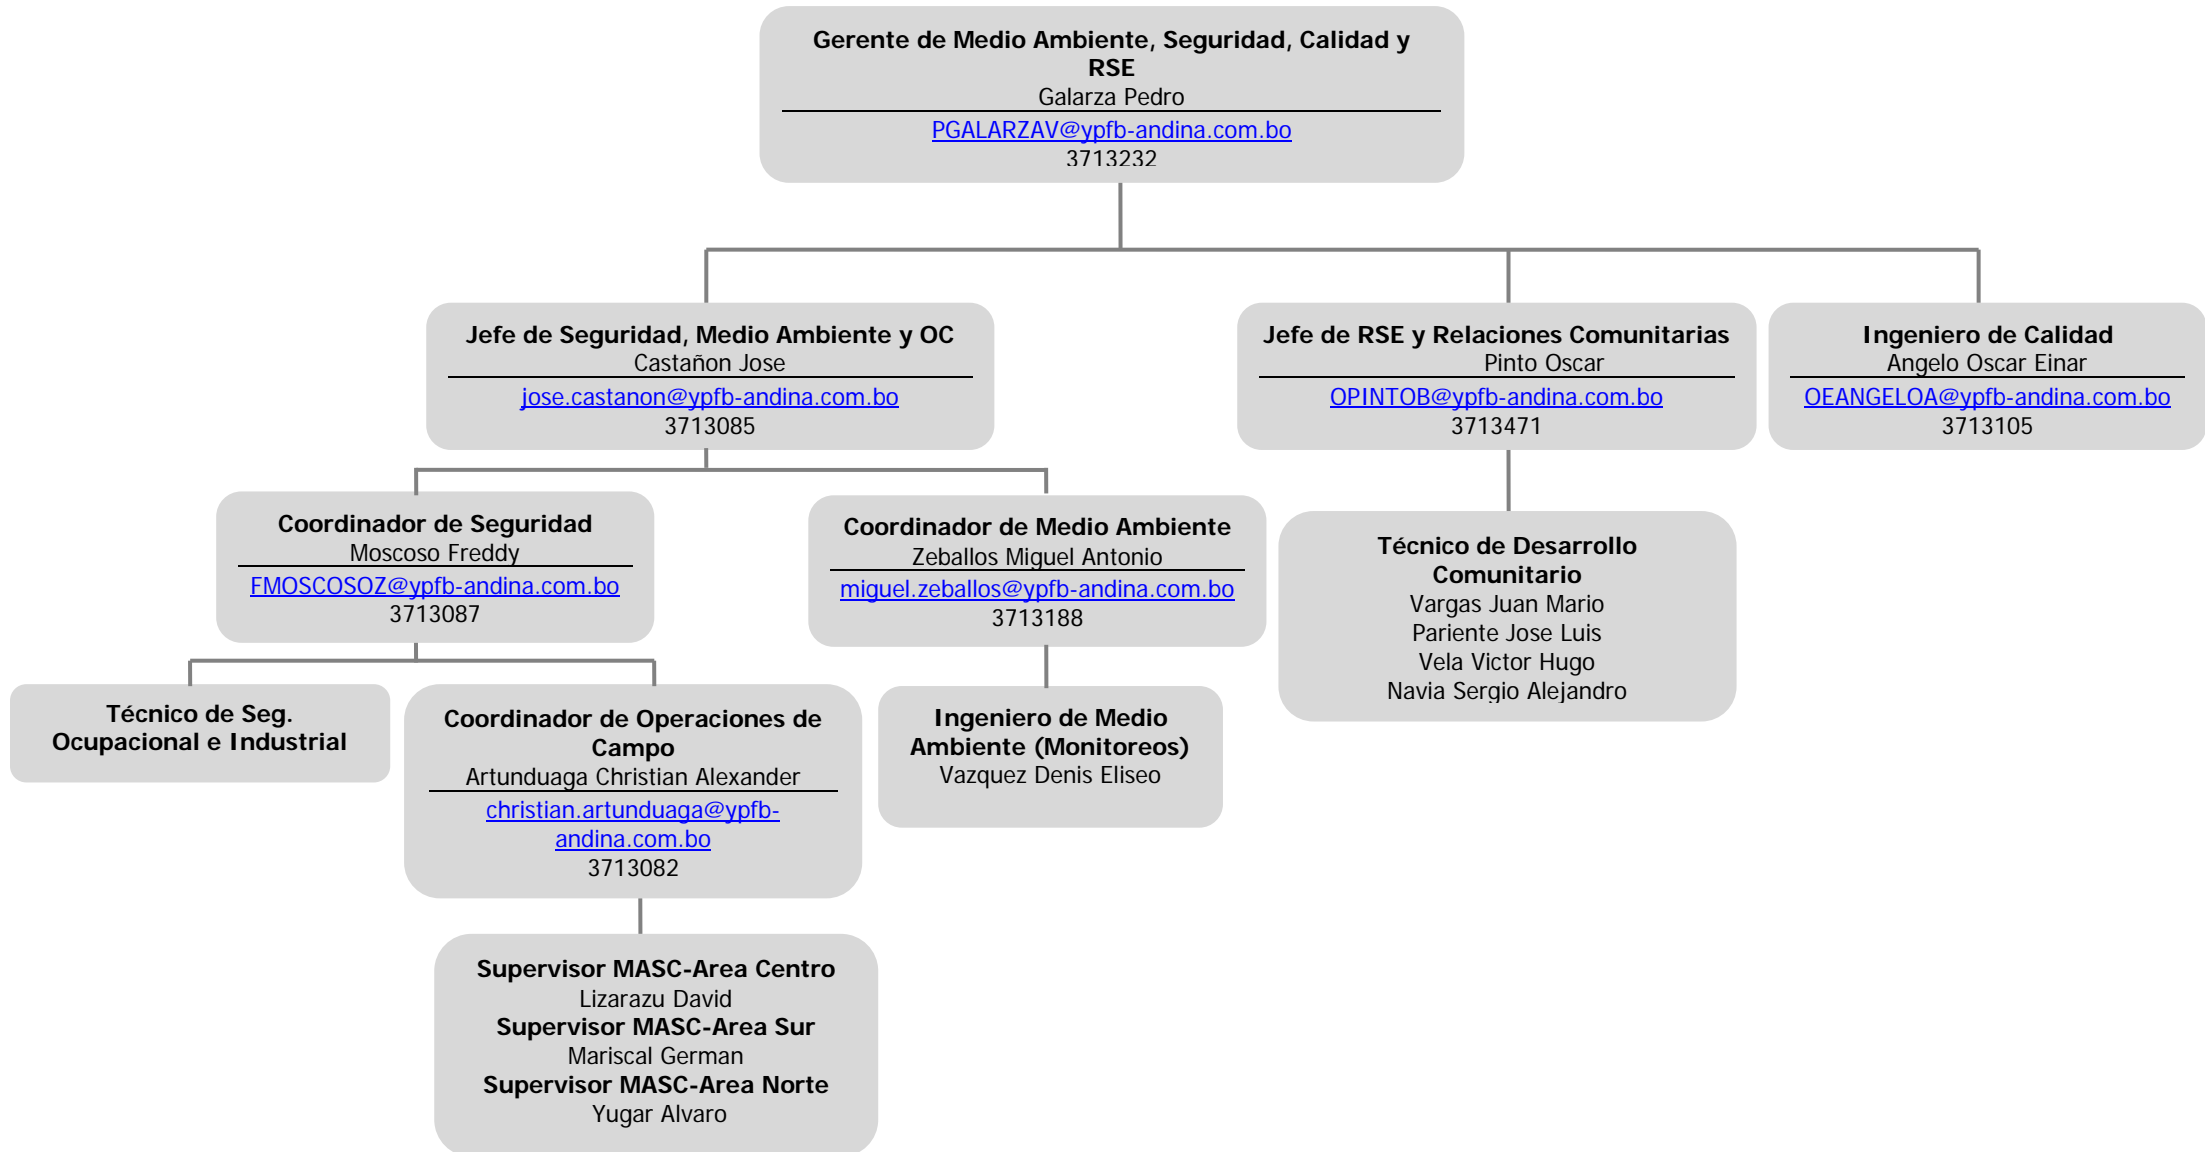 Gerente de Medio Ambiente, Seguridad, Calidad y
RSE
Galarza Pedro
PGALARZAV@ypfb-andina.com.bo
3713232
Jefe de Seguridad, Medio Ambiente y OC
Castañon Jose
jose.castanon@ypfb-andina.com.bo
3713085
Jefe de RSE y Relaciones Comunitarias
Pinto Oscar
OPINTOB@ypfb-andina.com.bo
3713471
Ingeniero de Calidad
Angelo Oscar Einar
OEANGELOA@ypfb-andina.com.bo
3713105
Coordinador de Seguridad
Moscoso Freddy
FMOSCOSOZ@ypfb-andina.com.bo
3713087
Coordinador de Medio Ambiente
Zeballos Miguel Antonio
miguel.zeballos@ypfb-andina.com.bo
3713188
Técnico de Desarrollo
Comunitario
Vargas Juan Mario
Pariente Jose Luis
Vela Victor Hugo
Navia Sergio Alejandro
Técnico de Seg.
Ocupacional e Industrial
Coordinador de Operaciones de
Campo
Artunduaga Christian Alexander
christian.artunduaga@ypfb-
andina.com.bo
3713082
Ingeniero de Medio
Ambiente (Monitoreos)
Vazquez Denis Eliseo
Supervisor MASC-Area Centro
Lizarazu David
Supervisor MASC-Area Sur
Mariscal German
Supervisor MASC-Area Norte
Yugar Alvaro